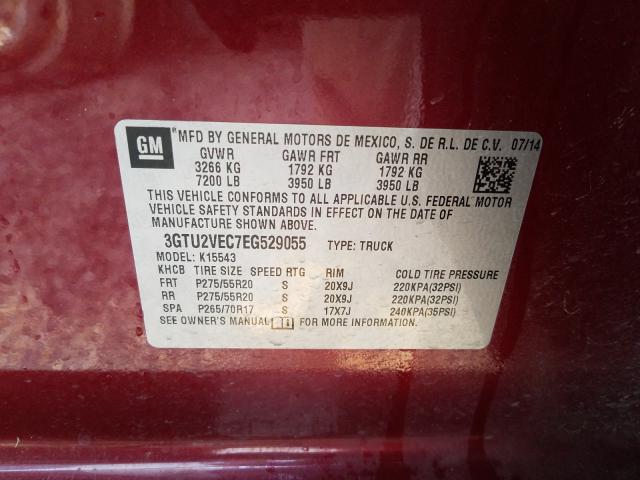 GM ® MFD BY GENERAL MOTORS DE MEXICO, S. DE R.L. DE C.V. 07/14
GVWR GAWR FRT GAWR RR
3266 KG 1792 KG 1792 KG
7200 LB 3950 LB 3950 LB
THIS VEHICLE CONFORMS TO ALL APPLICABLE U.S. FEDERAL MOTOR
VEHICLE SAFETY STANDARDS IN EFFECT ON THE DATE OF
MANUFACTURE SHOWN ABOVE.
3GTU2VEC7EG529055 TYPE: TRUCK
MODEL: K15543
KHCB TIRE SIZE SPEED RTG RIM COLD TIRE PRESSURE
FRT P275/55R20 S 20X9J 220KPA(32PSI)
RR P275/55R20 S 20X9J 220KPA(32PSI)
SPA P265/70R17 S 17X7J 240KPA(35PSI)
SEE OWNER'S MANUAL FOR MORE INFORMATION.